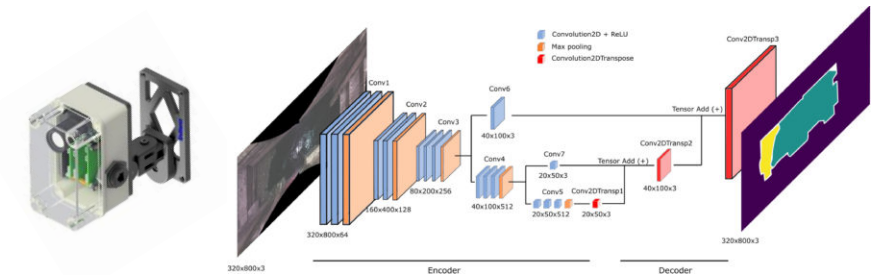 Convolution2D + ReLU
Max pooling
Convolution2DTranspose
Conv2DTransp3
Conv1
Conv2
Conv3
Conv6
Tensor Add (+)
40x100x3
Conv4
Conv7
Tensor Add (+)
Conv2DTransp2
20x50x3
80x200x256
Conv5
Conv2DTransp1
40x100x3
160x400x128
40x100x512
20x50x512
20x50x3
320x800x64
320x800x3
320x800x3
Encoder
Decoder